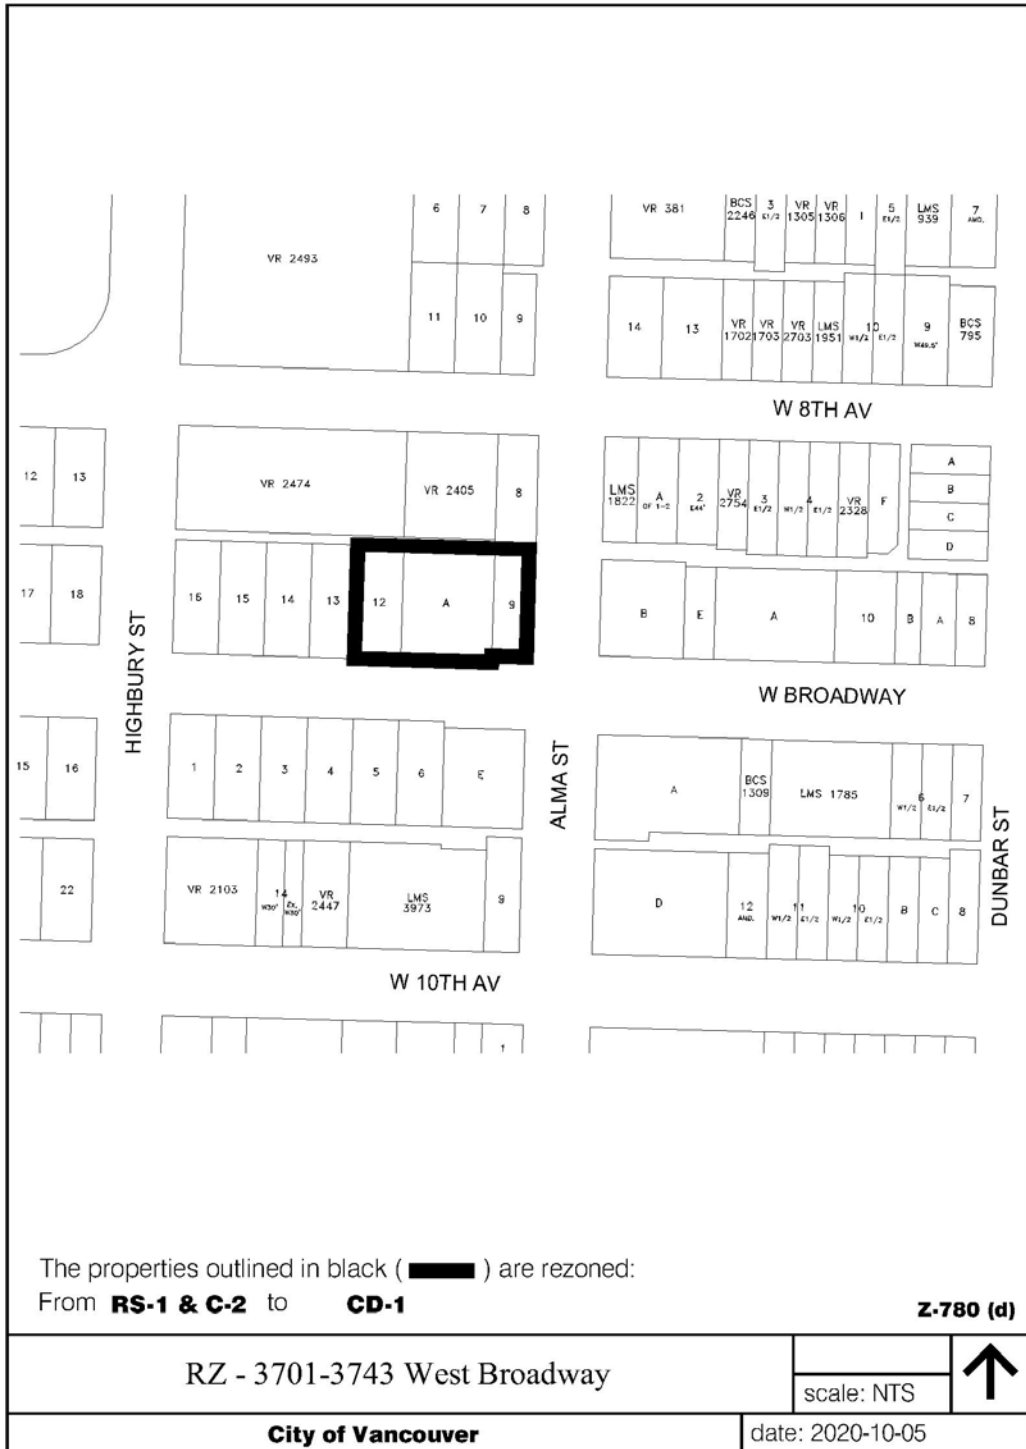 6 7 8
VR 2493
11 10 9
VR 381 BCS 2246 3 E1/2 VR 1305 VR 1306 1 5 E1/2 LMS 939 7 AMD.
14 13 VR 1702 VR 1703 VR 2703 LMS 1951 10 W1/2 E1/2 9 W49.5' BCS 795
W 8TH AV
12 13
VR 2474 VR 2405 8
LMS 1822 A OF 1-2 2 E44' VR 2754 3 E1/2 4 W1/2 E1/2 VR 2328 F
A
B
C
D
17 18
16 15 14 13 12 A 9
B E A 10 B A 8
HIGHBURY ST
W BROADWAY
15 16
1 2 3 4 5 6 E
ALMA ST
A BCS 1309 LMS 1785 6 W1/2 E1/2 7
DUNBAR ST
22
VR 2103 14 W30' EX. W30' VR 2447 LMS 3973 9
D 12 AMD. 11 W1/2 E1/2 10 W1/2 E1/2 B C 8
W 10TH AV
1
The properties outlined in black ( ) are rezoned:
From RS-1 & C-2 to CD-1
Z-780 (d)
RZ - 3701-3743 West Broadway
scale: NTS
City of Vancouver
date: 2020-10-05